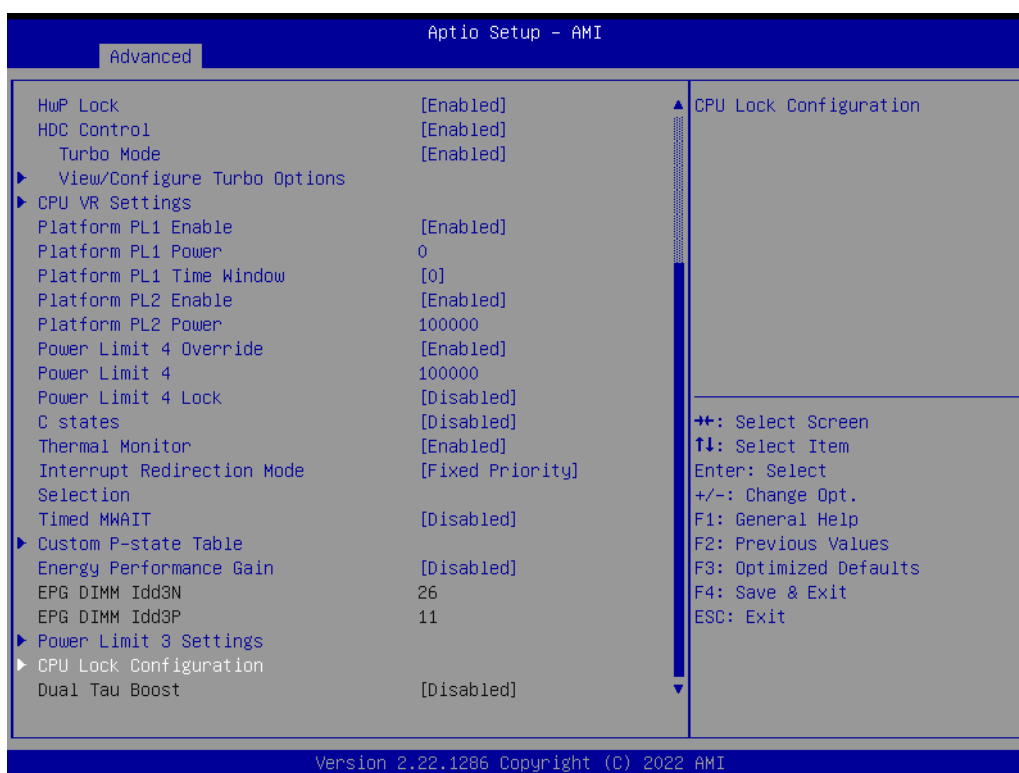 Aptio Setup – AMI
Advanced
HwP Lock [Enabled]
HDC Control [Enabled]
Turbo Mode [Enabled]
View/Configure Turbo Options
CPU VR Settings
Platform PL1 Enable [Enabled]
Platform PL1 Power 0
Platform PL1 Time Window [0]
Platform PL2 Enable [Enabled]
Platform PL2 Power 100000
Power Limit 4 Override [Enabled]
Power Limit 4 100000
Power Limit 4 Lock [Disabled]
C states [Disabled]
Thermal Monitor [Enabled]
Interrupt Redirection Mode [Fixed Priority]
Selection
Timed MWAIT [Disabled]
Custom P-state Table
Energy Performance Gain [Disabled]
EPG DIMM Idd3N 26
EPG DIMM Idd3P 11
Power Limit 3 Settings
CPU Lock Configuration
Dual Tau Boost [Disabled]
CPU Lock Configuration
→←: Select Screen
↑↓: Select Item
Enter: Select
+/-: Change Opt.
F1: General Help
F2: Previous Values
F3: Optimized Defaults
F4: Save & Exit
ESC: Exit
Version 2.22.1286 Copyright (C) 2022 AMI